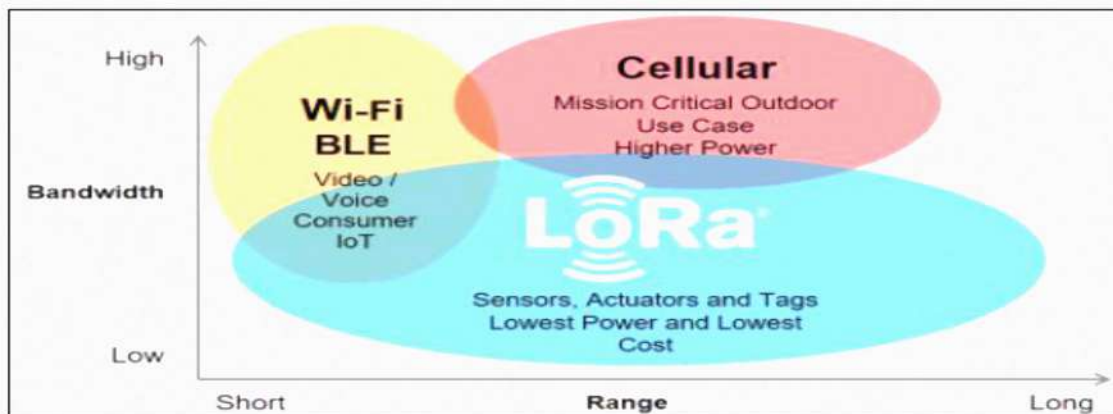 High
Bandwidth
Low
Wi-Fi
BLE
Video /
Voice
Consumer
IoT
Cellular
Mission Critical Outdoor
Use Case
Higher Power
LoRa®
Sensors, Actuators and Tags
Lowest Power and Lowest
Cost
Short
Range
Long